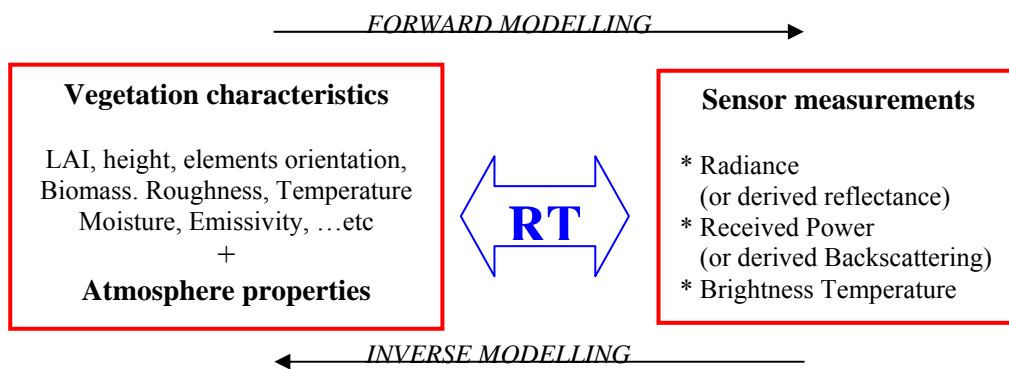 FORWARD MODELLING
Vegetation characteristics
LAI, height, elements orientation,
Biomass. Roughness, Temperature
Moisture, Emissivity, …etc
+
Atmosphere properties
RT
Sensor measurements
* Radiance
(or derived reflectance)
* Received Power
(or derived Backscattering)
* Brightness Temperature
INVERSE MODELLING